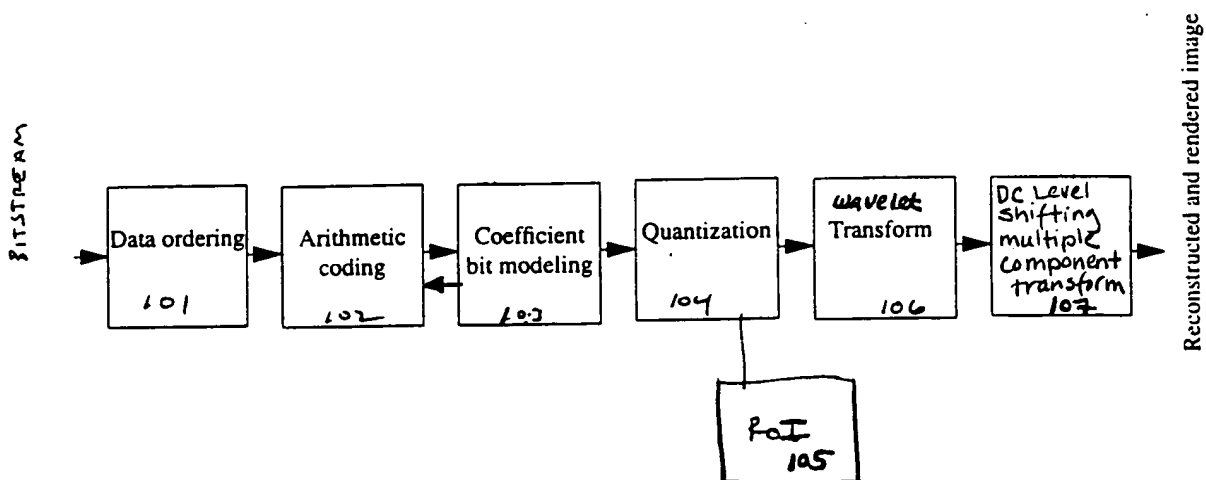 BITSTREAM
Data ordering
101
Arithmetic
coding
102
Coefficient
bit modeling
103
Quantization
104
wavelet
Transform
106
DC Level
shifting
multiple
component
transform
107
Reconstructed and rendered image
RoI
105